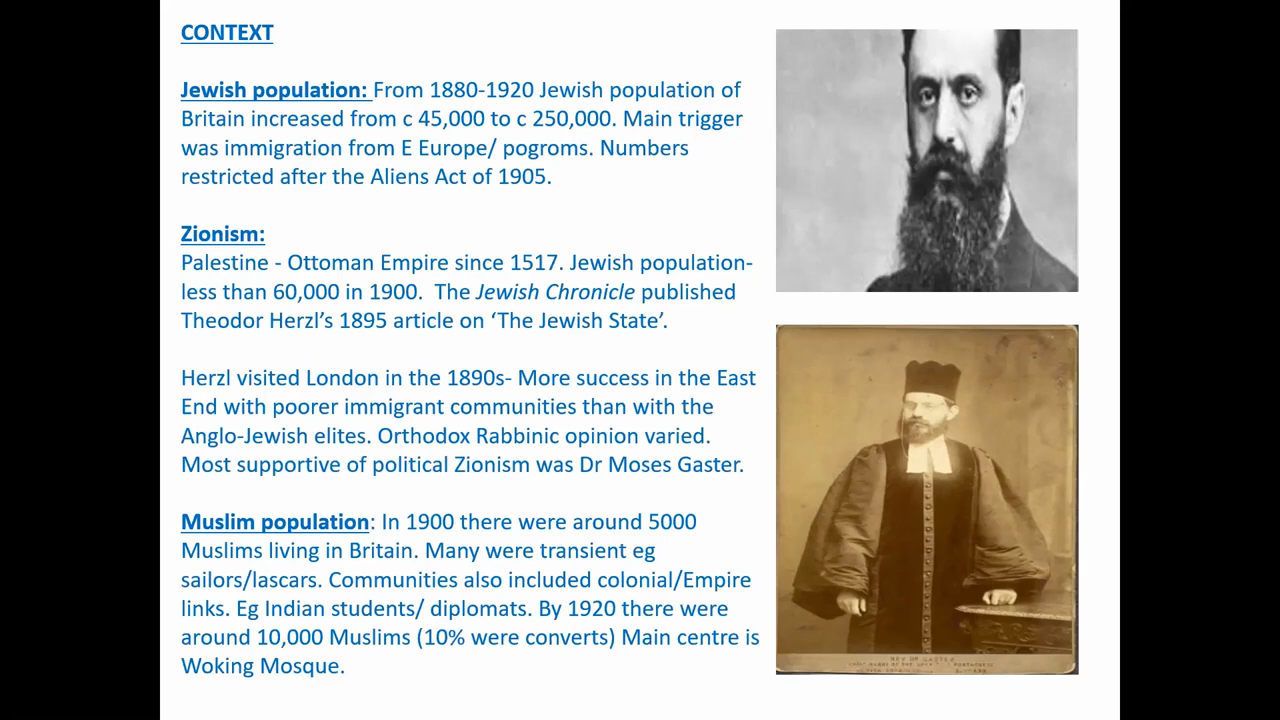 CONTEXT
Jewish population: From 1880-1920 Jewish population of
Britain increased from c 45,000 to c 250,000. Main trigger
was immigration from E Europe/ pogroms. Numbers
restricted after the Aliens Act of 1905.
Zionism:
Palestine - Ottoman Empire since 1517. Jewish population-
less than 60,000 in 1900.  The Jewish Chronicle published
Theodor Herzl’s 1895 article on ‘The Jewish State’.
Herzl visited London in the 1890s- More success in the East
End with poorer immigrant communities than with the
Anglo-Jewish elites. Orthodox Rabbinic opinion varied.
Most supportive of political Zionism was Dr Moses Gaster.
Muslim population: In 1900 there were around 5000
Muslims living in Britain. Many were transient eg
sailors/lascars. Communities also included colonial/Empire
links. Eg Indian students/ diplomats. By 1920 there were
around 10,000 Muslims (10% were converts) Main centre is
Woking Mosque.
REV DR GASTER